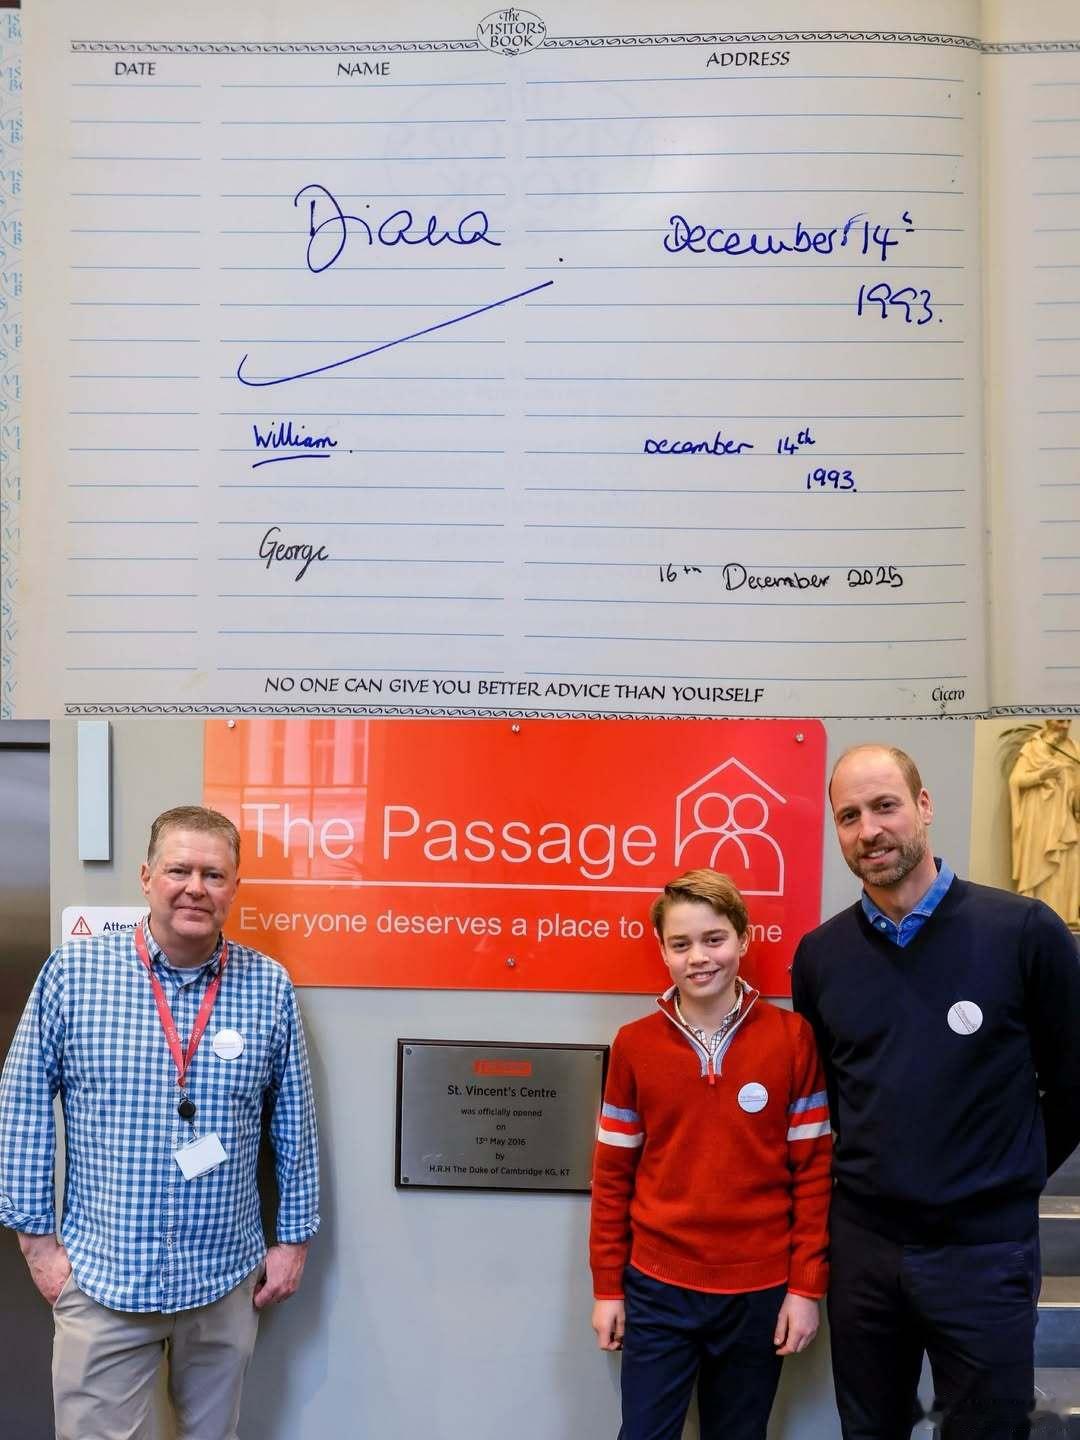 The
VISITORS
BOOK
DATE NAME ADDRESS
Diana. December 14th
1993.
William. December 14th
1993.
George
16th December 2025
NO ONE CAN GIVE YOU BETTER ADVICE THAN YOURSELF Cicero
The Passage
Everyone deserves a place to me
St. Vincent's Centre
was officially opened
on
13th May 2016
by
H.R.H The Duke of Cambridge KG, KT